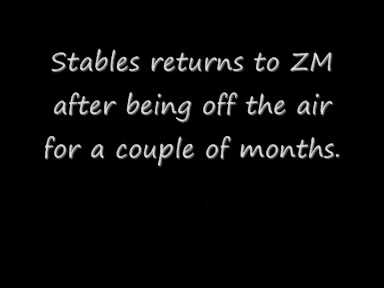 Stables returns to ZM
after being off the air
for a couple of months.